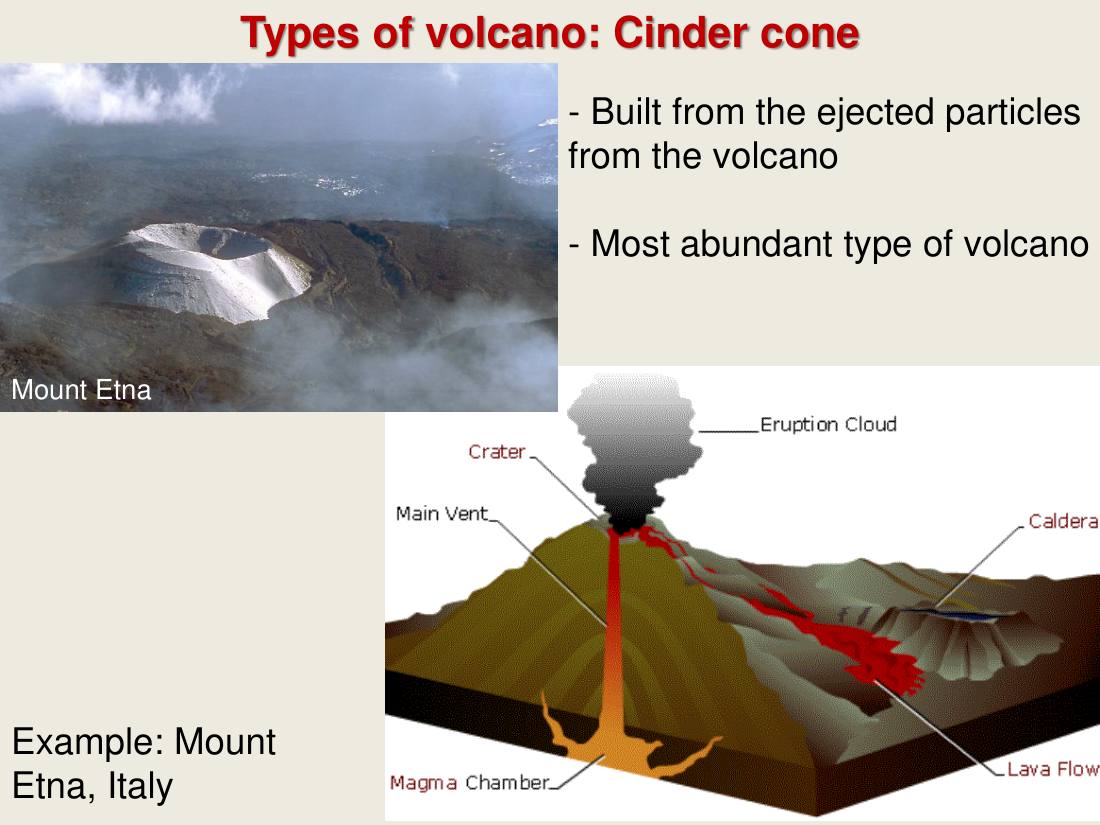 Types of volcano: Cinder cone
- Built from the ejected particles
from the volcano
- Most abundant type of volcano
Mount Etna
Eruption Cloud
Crater
Main Vent
Caldera
Magma Chamber
Lava Flow
Example: Mount
Etna, Italy